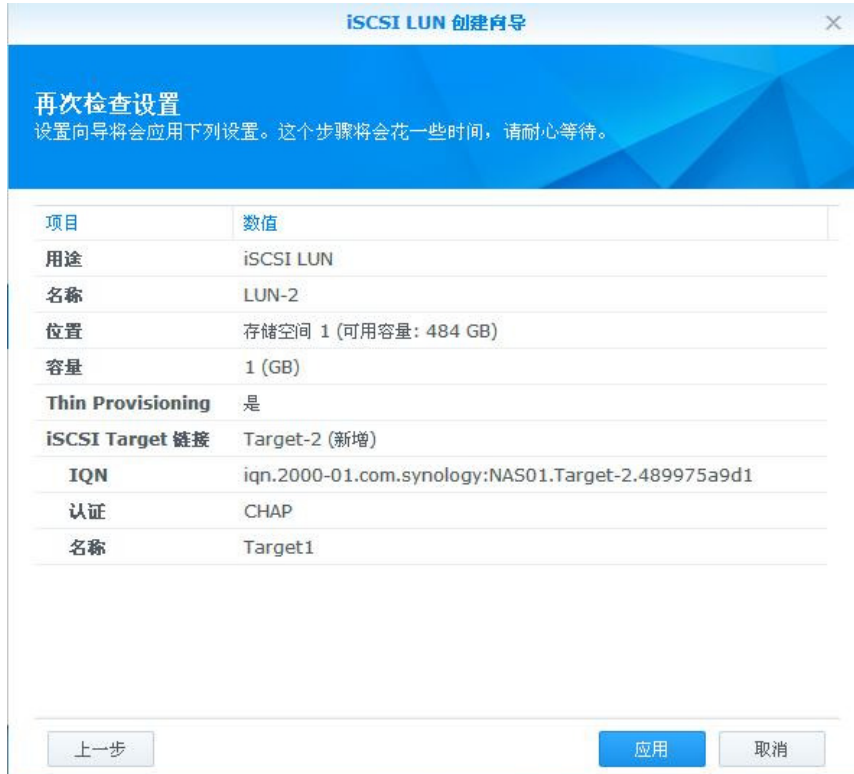 iSCSI LUN 创建向导
再次检查设置
设置向导将会应用下列设置。这个步骤将会花一些时间，请耐心等待。
项目 数值
用途 iSCSI LUN
名称 LUN-2
位置 存储空间 1 (可用容量: 484 GB)
容量 1 (GB)
Thin Provisioning 是
iSCSI Target 链接 Target-2 (新增)
IQN iqn.2000-01.com.synology:NAS01.Target-2.489975a9d1
认证 CHAP
名称 Target1
上一步 应用 取消